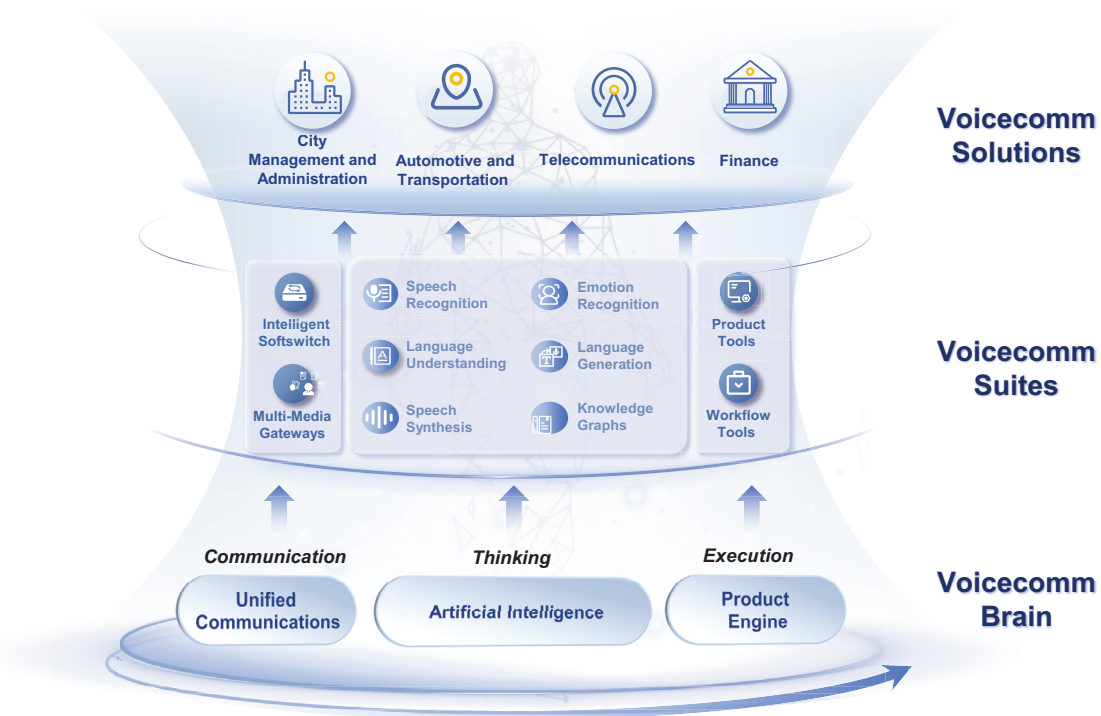 City
Management and
Administration
Automotive and
Transportation
Telecommunications
Finance
Voicecomm
Solutions
Intelligent
Softswitch
Multi-Media
Gateways
Speech
Recognition
Language
Understanding
Speech
Synthesis
Emotion
Recognition
Language
Generation
Knowledge
Graphs
Product
Tools
Workflow
Tools
Voicecomm
Suites
Communication
Thinking
Execution
Unified
Communications
Artificial Intelligence
Product
Engine
Voicecomm
Brain